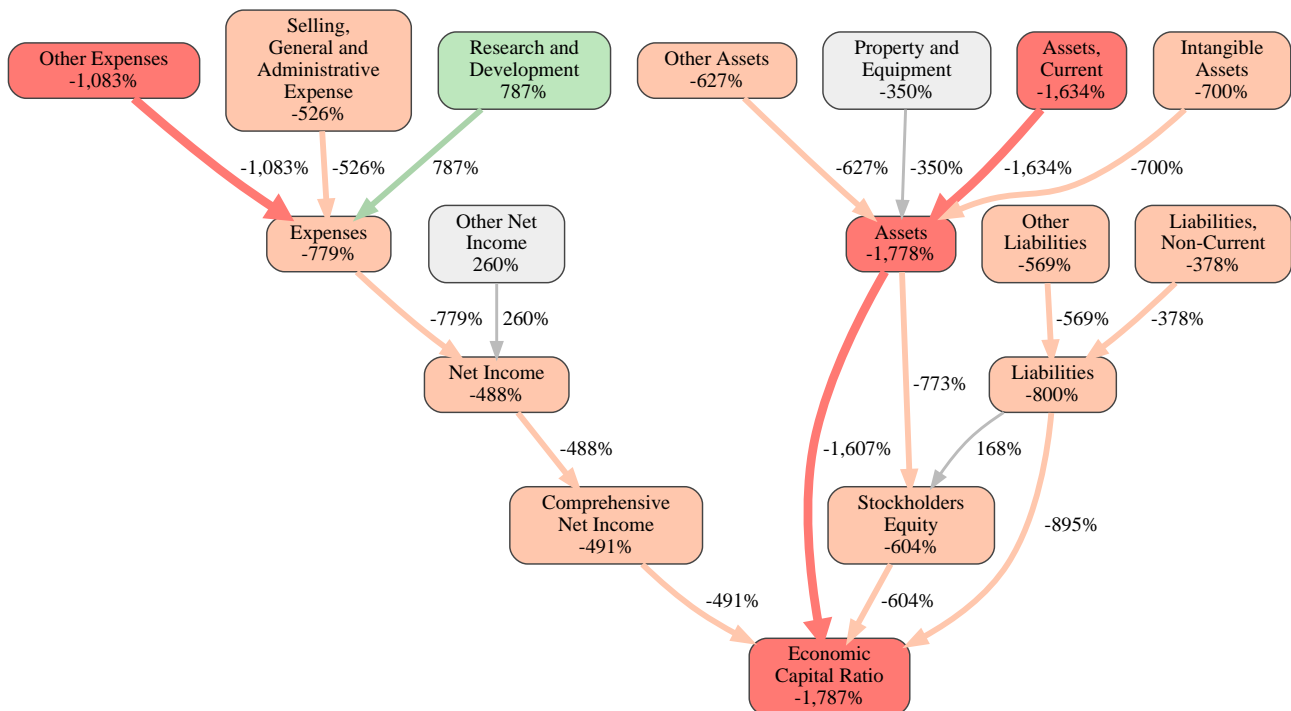 Other Expenses
-1,083%
Selling,
General and
Administrative
Expense
-526%
Research and
Development
787%
Other Assets
-627%
Property and
Equipment
-350%
Assets,
Current
-1,634%
Intangible
Assets
-700%
-1,083%
-526%
787%
-627%
-350%
-1,634%
-700%
Expenses
-779%
Other Net
Income
260%
Assets
-1,778%
Other
Liabilities
-569%
Liabilities,
Non-Current
-378%
-779%
260%
-569%
-378%
Net Income
-488%
-773%
Liabilities
-800%
-488%
-1,607%
168%
Comprehensive
Net Income
-491%
Stockholders
Equity
-604%
-895%
-491%
-604%
Economic
Capital Ratio
-1,787%